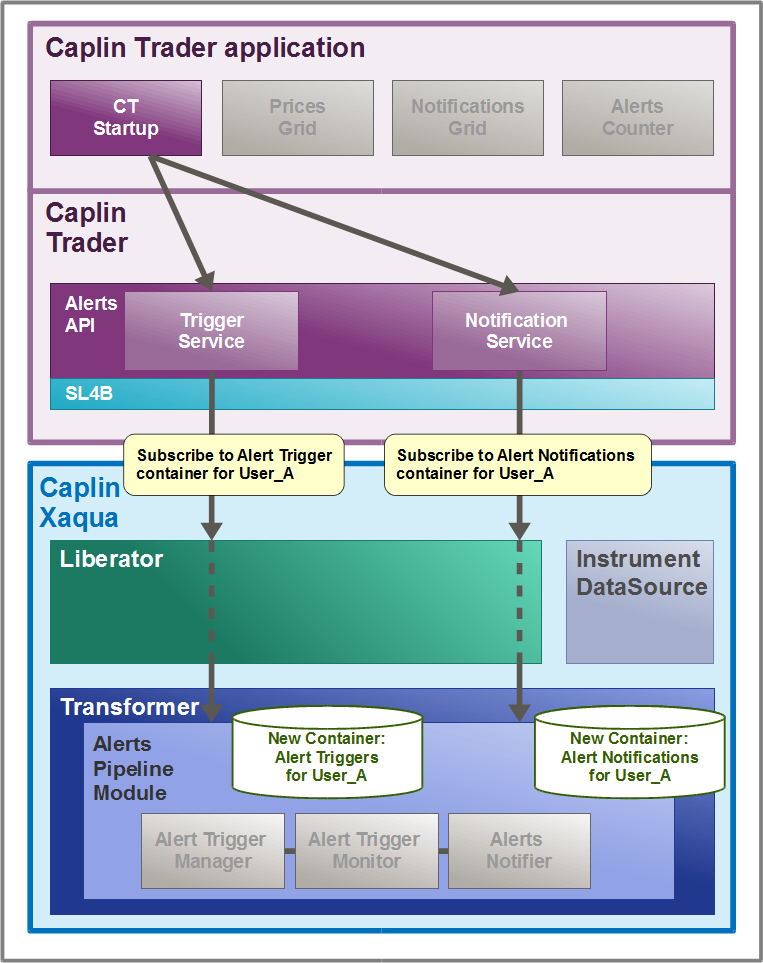 Caplin Trader application
CT
Startup
Prices
Grid
Notifications
Grid
Alerts
Counter
Caplin
Trader
Alerts
API
Trigger
Service
Notification
Service
SL4B
Subscribe to Alert Trigger
container for User_A
Subscribe to Alert Notifications
container for User_A
Caplin
Xaqua
Liberator
Instrument
DataSource
Transformer
Alerts
Pipeline
Module
New Container:
Alert Triggers
for User_A
New Container:
Alert Notifications
for User_A
Alert Trigger
Manager
Alert Trigger
Monitor
Alerts
Notifier